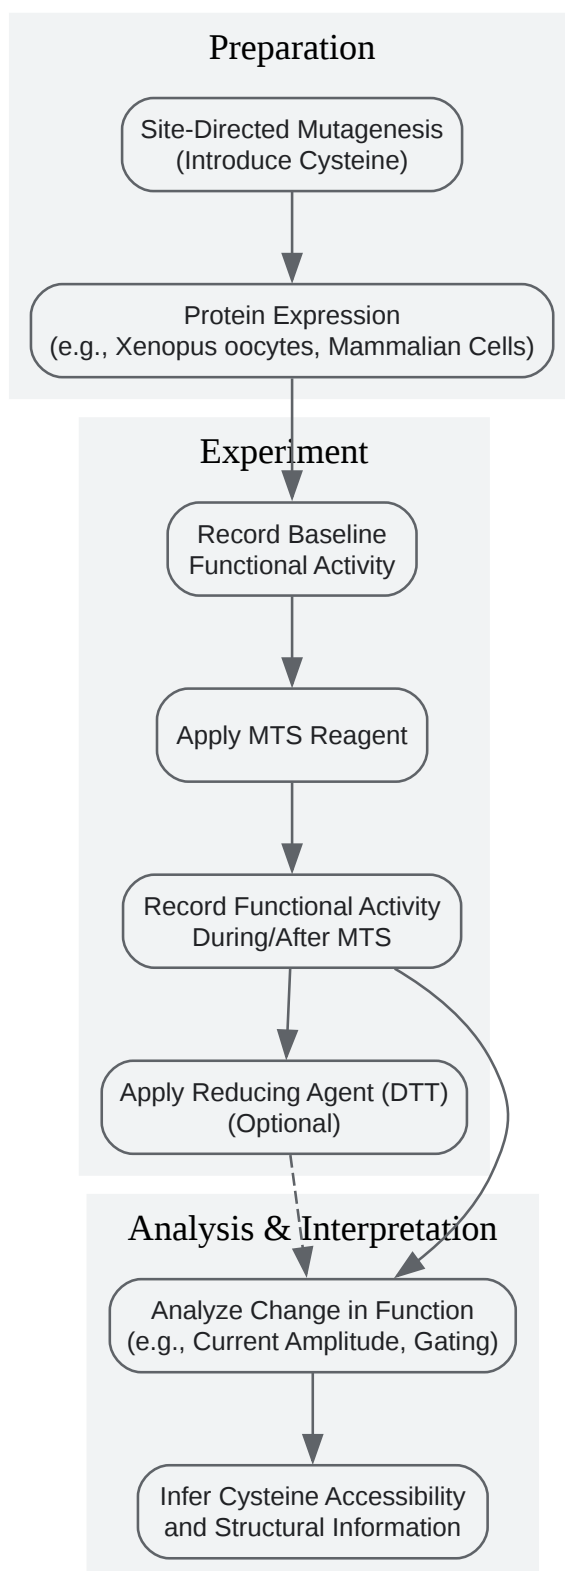 Preparation
Site-Directed Mutagenesis
(Introduce Cysteine)
Protein Expression
(e.g., Xenopus oocytes, Mammalian Cells)
Experiment
Record Baseline
Functional Activity
Apply MTS Reagent
Record Functional Activity
During/After MTS
Apply Reducing Agent (DTT)
(Optional)
Analysis & Interpretation
Analyze Change in Function
(e.g., Current Amplitude, Gating)
Infer Cysteine Accessibility
and Structural Information